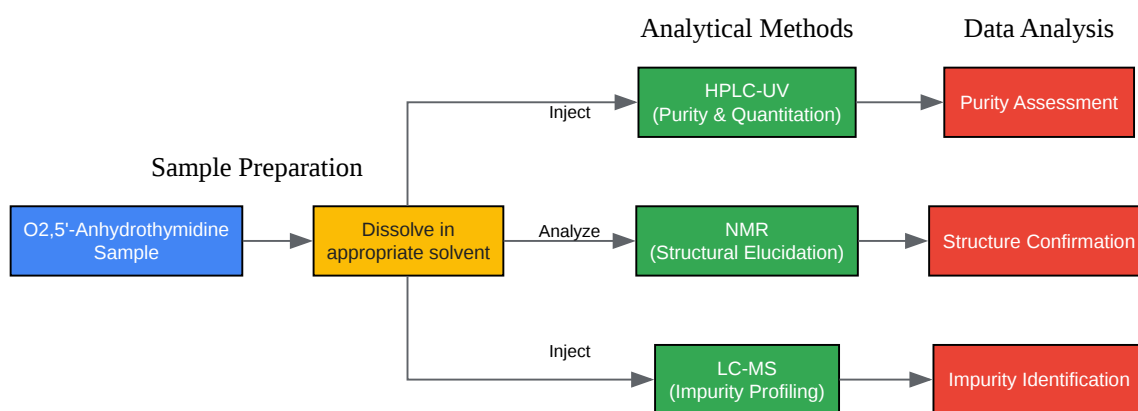 Analytical Methods
Data Analysis
HPLC-UV
(Purity & Quantitation)
Purity Assessment
Inject
Sample Preparation
O2,5'-Anhydrothymidine
Sample
Dissolve in
appropriate solvent
Analyze
NMR
(Structural Elucidation)
Structure Confirmation
Inject
LC-MS
(Impurity Profiling)
Impurity Identification